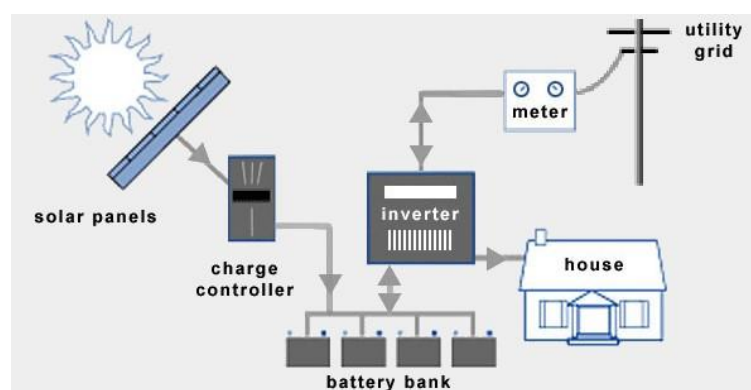 utility
grid
meter
solar panels
inverter
charge
controller
house
battery bank